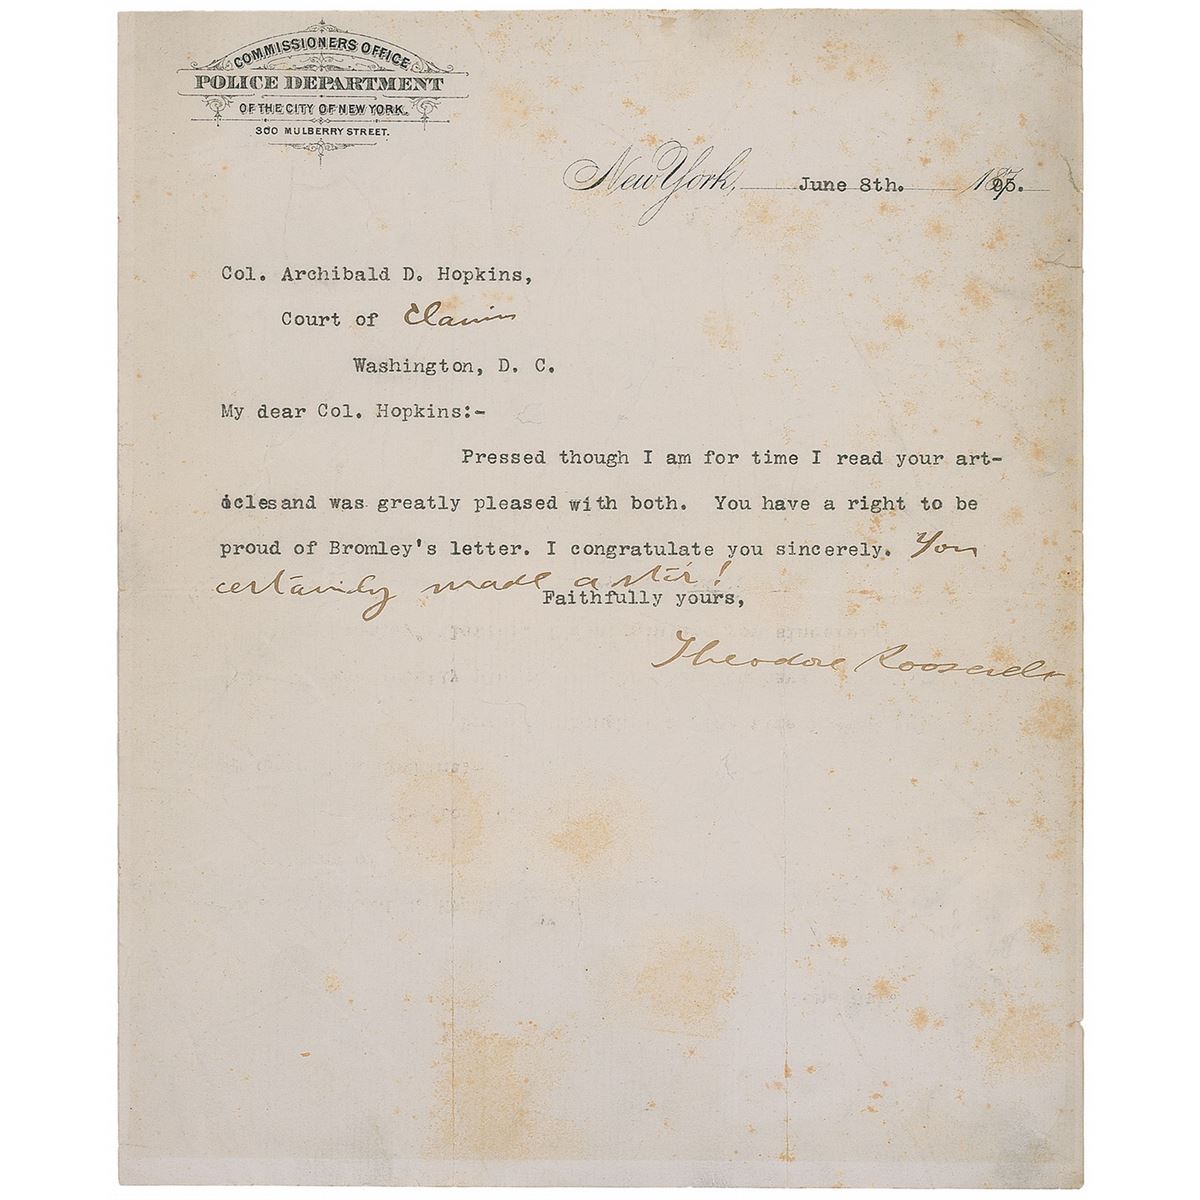 COMMISSIONERS OFFICE
POLICE DEPARTMENT
OF THE CITY OF NEW YORK.
300 MULBERRY STREET.
New York, June 8th. 1895.
Col. Archibald D. Hopkins,
Court of Claims
Washington, D. C.
My dear Col. Hopkins:-
Pressed though I am for time I read your art-
icles and was greatly pleased with both. You have a right to be
proud of Bromley's letter. I congratulate you sincerely. You
certainly made a stir!
Faithfully yours,
Theodore Roosevelt